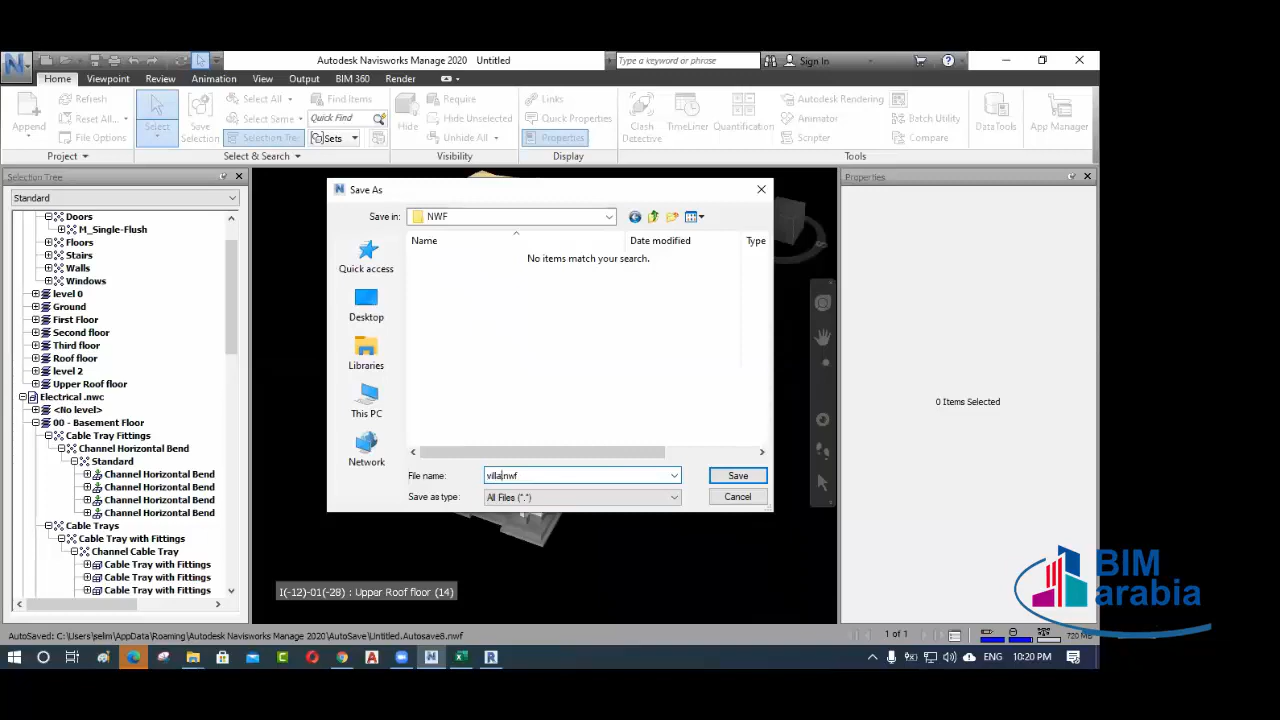 Autodesk Navisworks Manage 2020 Untitled
Type a keyword or phrase
Sign In
Home Viewpoint Review Animation View Output BIM 360 Render
Append
Refresh
Reset All...
File Options
Project
Select
Save Selection
Select All
Select Same
Selection Tree
Find Items
Quick Find
Sets
Select & Search
Hide
Require
Hide Unselected
Unhide All
Visibility
Links
Quick Properties
Properties
Display
Clash Detective
TimeLiner
Quantification
Autodesk Rendering
Animator
Scripter
Batch Utility
Compare
DataTools
App Manager
Tools
Selection Tree
Standard
Doors
M_Single-Flush
Floors
Stairs
Walls
Windows
level 0
Ground
First Floor
Second floor
Third floor
Roof floor
level 2
Upper Roof floor
Electrical .nwc
<No level>
00 - Basement Floor
Cable Tray Fittings
Channel Horizontal Bend
Standard
Channel Horizontal Bend
Channel Horizontal Bend
Channel Horizontal Bend
Channel Horizontal Bend
Cable Trays
Cable Tray with Fittings
Channel Cable Tray
Cable Tray with Fittings
Cable Tray with Fittings
Cable Tray with Fittings
Save As
Save in: NWF
Name Date modified Type
No items match your search.
Quick access
Desktop
Libraries
This PC
Network
File name: villa.nwf
Save as type: All Files (*.*)
Save
Cancel
I(-12)-01(-28) : Upper Roof floor (14)
Properties
0 Items Selected
BIM
arabia
AutoSaved: C:\Users\selm\AppData\Roaming\Autodesk Navisworks Manage 2020\AutoSave\Untitled.Autosave8.nwf
1 of 1
720 MB
ENG 10:20 PM